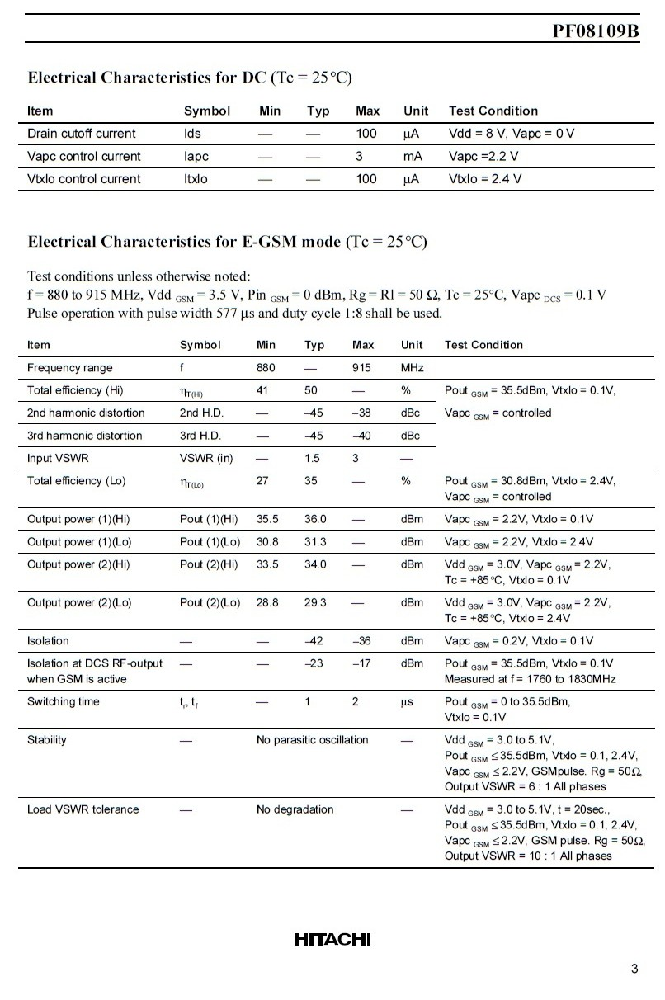 PF08109B
Electrical Characteristics for DC (Tc = 25°C)
Item Symbol Min Typ Max Unit Test Condition
Drain cutoff current Ids — — 100 µA Vdd = 8 V, Vapc = 0 V
Vapc control current Iapc — — 3 mA Vapc =2.2 V
Vtxlo control current Itxlo — — 100 µA Vtxlo = 2.4 V
Electrical Characteristics for E-GSM mode (Tc = 25°C)
Test conditions unless otherwise noted:
f = 880 to 915 MHz, Vdd GSM = 3.5 V, Pin GSM = 0 dBm, Rg = Rl = 50 Ω, Tc = 25°C, Vapc DCS = 0.1 V
Pulse operation with pulse width 577 µs and duty cycle 1:8 shall be used.
Item Symbol Min Typ Max Unit Test Condition
Frequency range f 880 — 915 MHz
Total efficiency (Hi) ηT(Hi) 41 50 — % Pout GSM = 35.5dBm, Vtxlo = 0.1V,
2nd harmonic distortion 2nd H.D. — –45 –38 dBc Vapc GSM = controlled
3rd harmonic distortion 3rd H.D. — –45 –40 dBc
Input VSWR VSWR (in) — 1.5 3 —
Total efficiency (Lo) ηT(Lo) 27 35 — % Pout GSM = 30.8dBm, Vtxlo = 2.4V,
Vapc GSM = controlled
Output power (1)(Hi) Pout (1)(Hi) 35.5 36.0 — dBm Vapc GSM = 2.2V, Vtxlo = 0.1V
Output power (1)(Lo) Pout (1)(Lo) 30.8 31.3 — dBm Vapc GSM = 2.2V, Vtxlo = 2.4V
Output power (2)(Hi) Pout (2)(Hi) 33.5 34.0 — dBm Vdd GSM = 3.0V, Vapc GSM = 2.2V,
Tc = +85°C, Vtxlo = 0.1V
Output power (2)(Lo) Pout (2)(Lo) 28.8 29.3 — dBm Vdd GSM = 3.0V, Vapc GSM = 2.2V,
Tc = +85°C, Vtxlo = 2.4V
Isolation — — –42 –36 dBm Vapc GSM = 0.2V, Vtxlo = 0.1V
Isolation at DCS RF-output — — –23 –17 dBm Pout GSM = 35.5dBm, Vtxlo = 0.1V
when GSM is active Measured at f = 1760 to 1830MHz
Switching time tr, tf — 1 2 µs Pout GSM = 0 to 35.5dBm,
Vtxlo = 0.1V
Stability — No parasitic oscillation — Vdd GSM = 3.0 to 5.1V,
Pout GSM ≤ 35.5dBm, Vtxlo = 0.1, 2.4V,
Vapc GSM ≤ 2.2V, GSMpulse. Rg = 50Ω,
Output VSWR = 6 : 1 All phases
Load VSWR tolerance — No degradation — Vdd GSM = 3.0 to 5.1V, t = 20sec.,
Pout GSM ≤ 35.5dBm, Vtxlo = 0.1, 2.4V,
Vapc GSM ≤ 2.2V, GSM pulse. Rg = 50Ω,
Output VSWR = 10 : 1 All phases
HITACHI
3